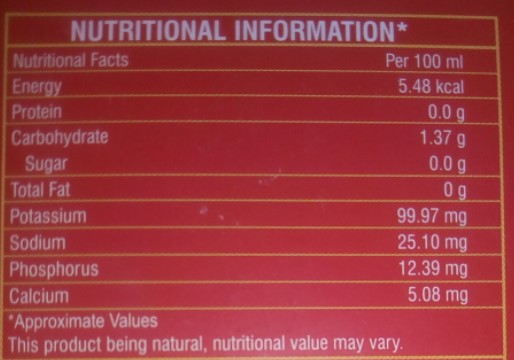 NUTRITIONAL INFORMATION*
Nutritional Facts Per 100 ml
Energy 5.48 kcal
Protein 0.0 g
Carbohydrate 1.37 g
Sugar 0.0 g
Total Fat 0 g
Potassium 99.97 mg
Sodium 25.10 mg
Phosphorus 12.39 mg
Calcium 5.08 mg
*Approximate Values
This product being natural, nutritional value may vary.